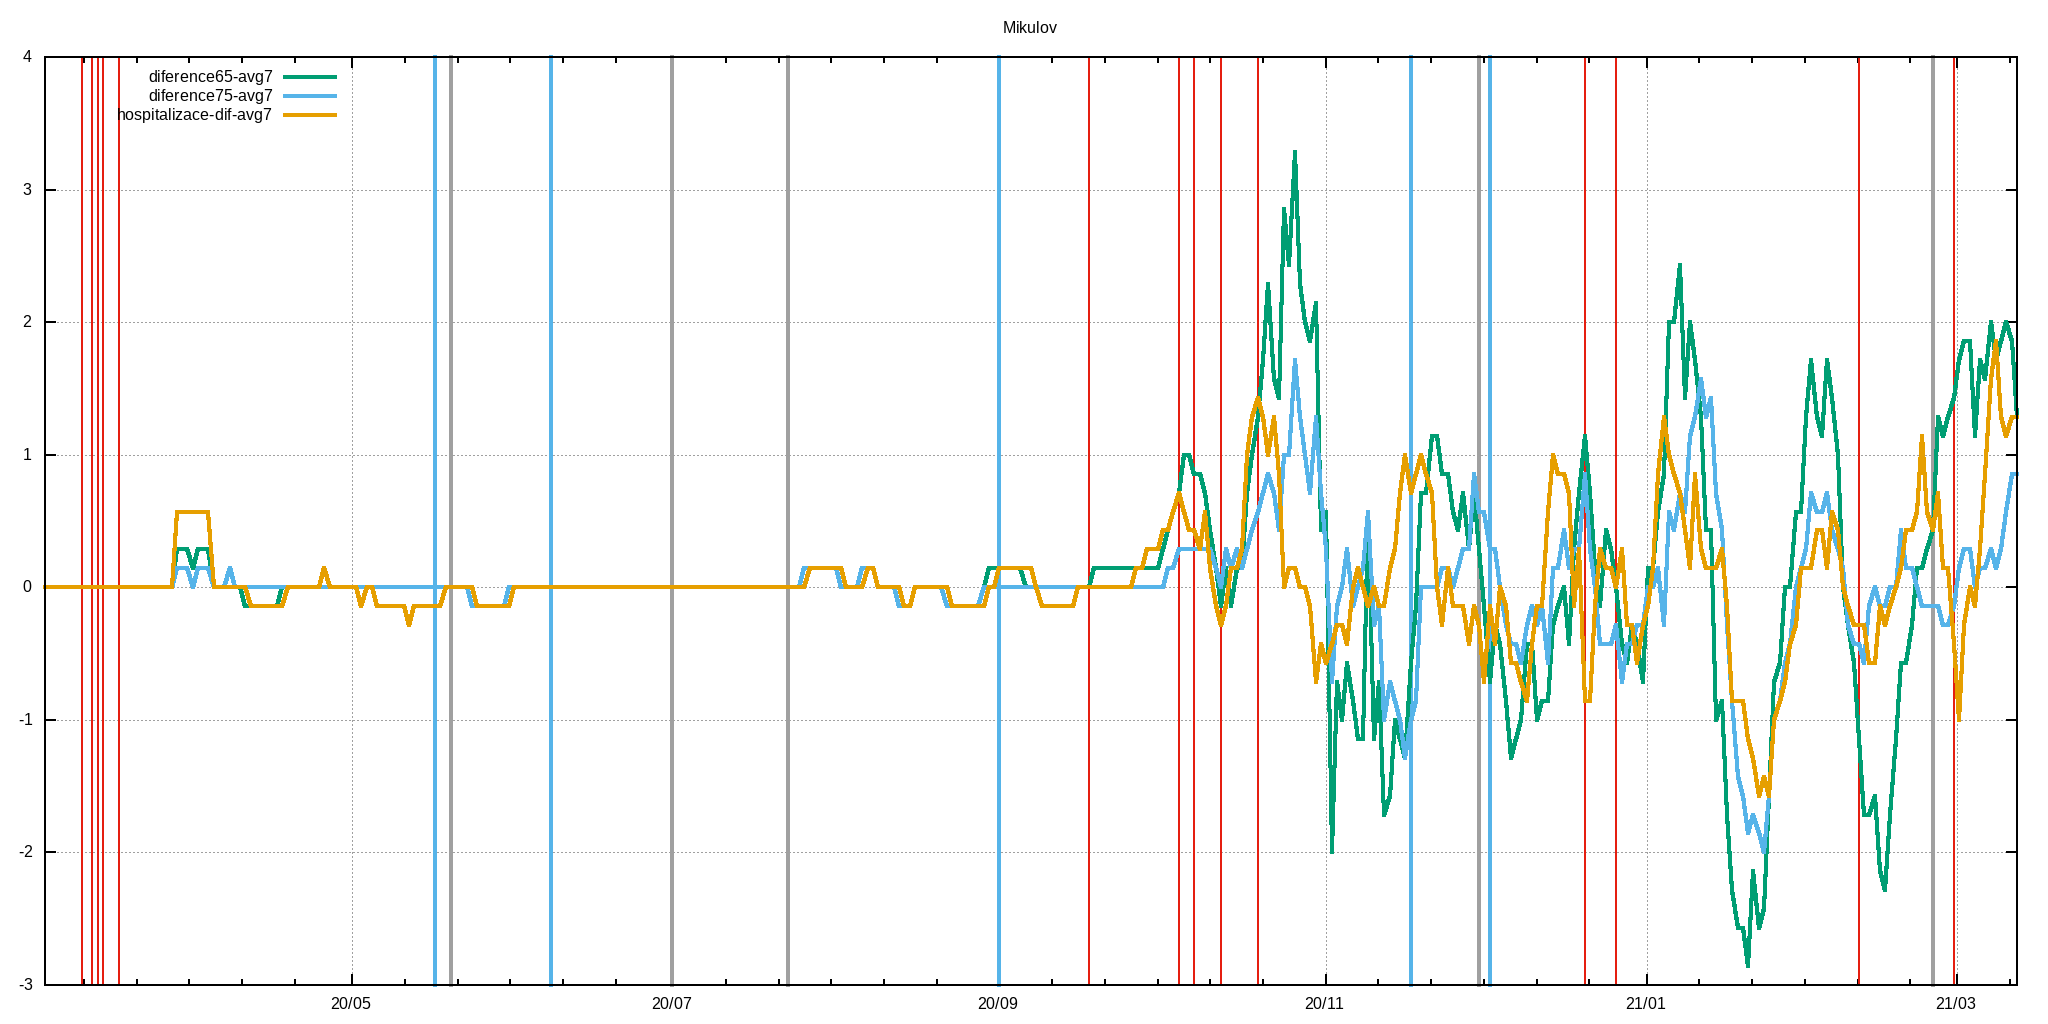 Mikulov
4
diference65-avg7
diference75-avg7
hospitalizace-dif-avg7
3
2
1
0
-1
-2
-3
20/05 20/07 20/09 20/11 21/01 21/03